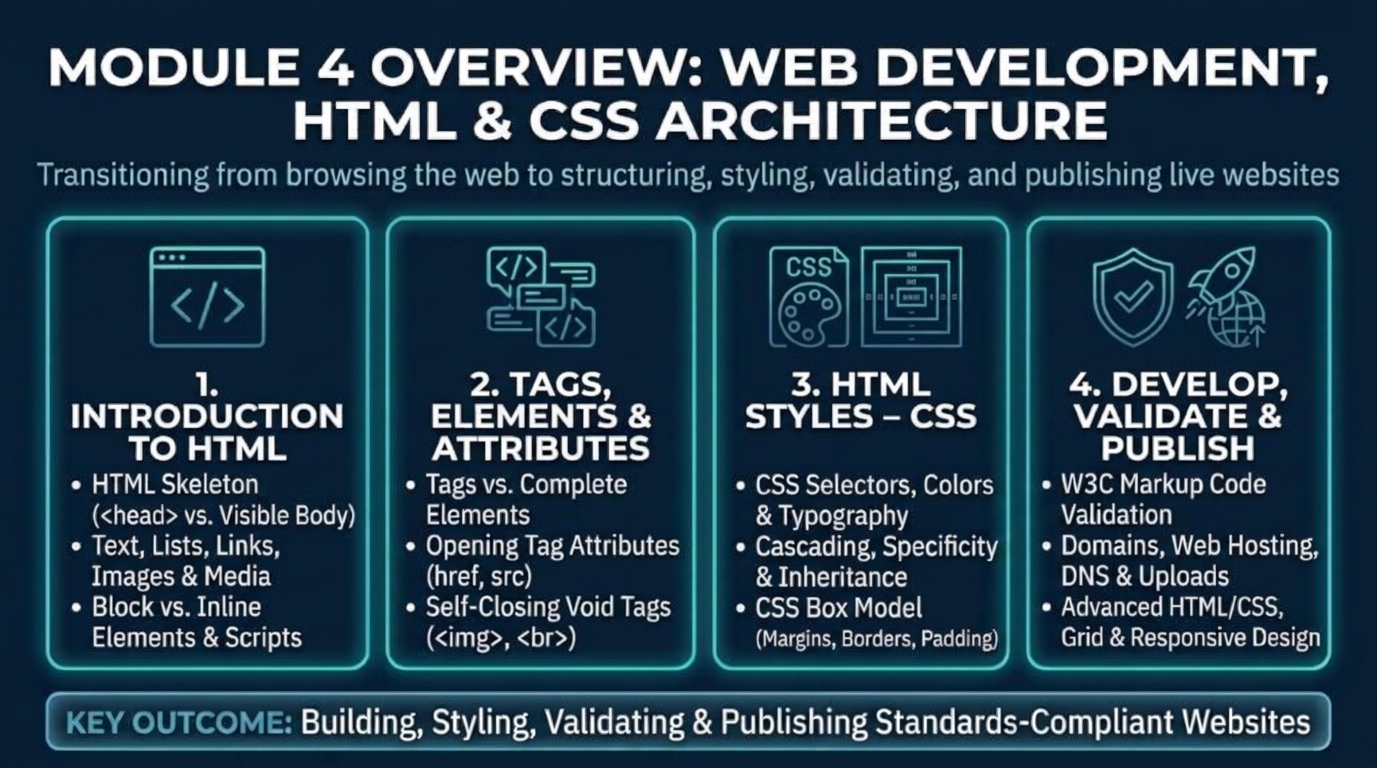 MODULE 4 OVERVIEW: WEB DEVELOPMENT,
HTML & CSS ARCHITECTURE
Transitioning from browsing the web to structuring, styling, validating, and publishing live websites
</>
1.
INTRODUCTION
TO HTML
• HTML Skeleton
(<head> vs. Visible Body)
• Text, Lists, Links,
Images & Media
• Block vs. Inline
Elements & Scripts
</>
</>
2. TAGS,
ELEMENTS &
ATTRIBUTES
• Tags vs. Complete
Elements
• Opening Tag Attributes
(href, src)
• Self-Closing Void Tags
(<img>, <br>)
CSS
3. HTML
STYLES – CSS
• CSS Selectors, Colors
& Typography
• Cascading, Specificity
& Inheritance
• CSS Box Model
(Margins, Borders, Padding)
4. DEVELOP,
VALIDATE &
PUBLISH
• W3C Markup Code
Validation
• Domains, Web Hosting,
DNS & Uploads
• Advanced HTML/CSS,
Grid & Responsive Design
KEY OUTCOME: Building, Styling, Validating & Publishing Standards-Compliant Websites